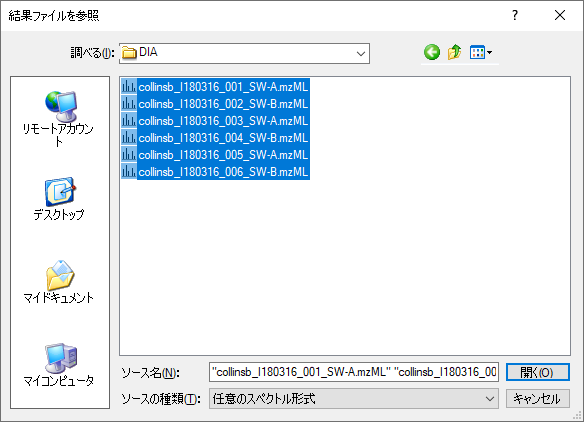 結果ファイルを参照
調べる(I):
DIA
リモートアカウン
ト
デスクトップ
マイドキュメント
マイコンピュータ
collinsb_I180316_001_SW-A.mzML
collinsb_I180316_002_SW-B.mzML
collinsb_I180316_003_SW-A.mzML
collinsb_I180316_004_SW-B.mzML
collinsb_I180316_005_SW-A.mzML
collinsb_I180316_006_SW-B.mzML
ソース名(N): "collinsb_I180316_001_SW-A.mzML" "collinsb_I180316_00 開く(O)
ソースの種類(T): 任意のスペクトル形式 キャンセル